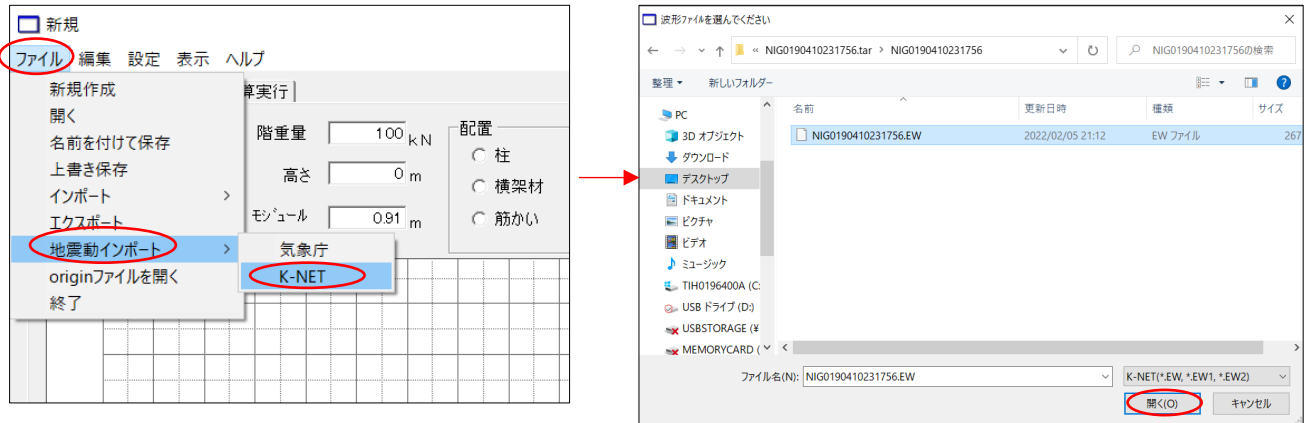 新規
ファイル 編集 設定 表示 ヘルプ
新規作成
開く
名前を付けて保存
上書き保存
インポート
エクスポート
地震動インポート
originファイルを開く
終了
気象庁
K-NET
算実行
階重量 100 kN
高さ 0 m
モジュール 0.91 m
配置
柱
横架材
筋かい
波形ファイルを選んでください
« NIG0190410231756.tar › NIG0190410231756
NIG0190410231756の検索
整理 新しいフォルダー
名前 更新日時 種類 サイズ
NIG0190410231756.EW 2022/02/05 21:12 EW ファイル 267
PC
3D オブジェクト
ダウンロード
デスクトップ
ドキュメント
ピクチャ
ビデオ
ミュージック
TIH0196400A (C:
USB ドライブ (D:)
USBSTORAGE (¥
MEMORYCARD (
ファイル名(N): NIG0190410231756.EW
K-NET(*.EW, *.EW1, *.EW2)
開く(O) キャンセル